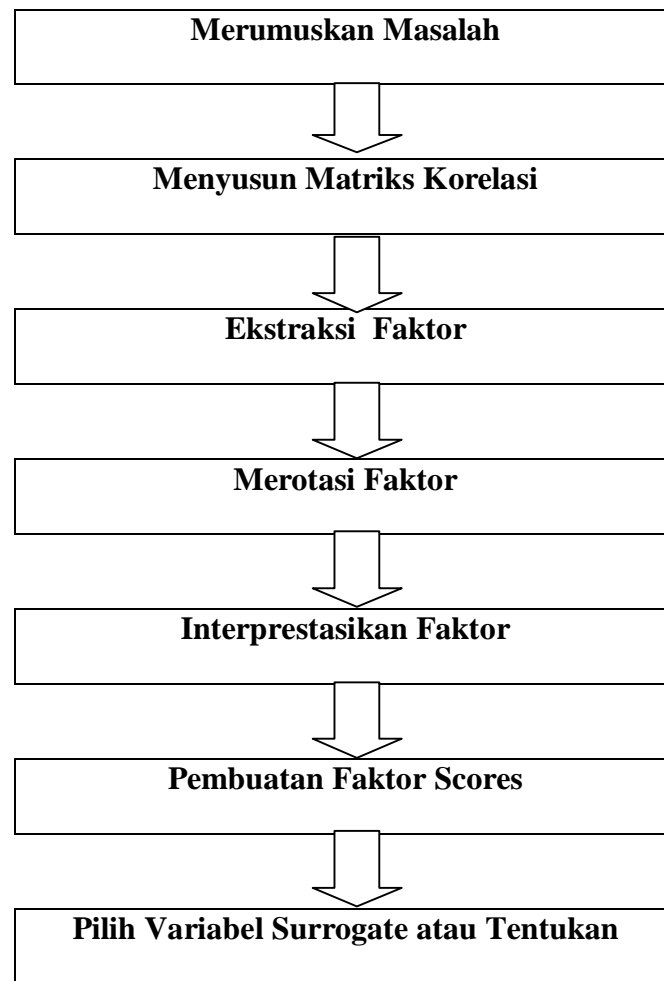 Merumuskan Masalah
Menyusun Matriks Korelasi
Ekstraksi Faktor
Merotasi Faktor
Interprestasikan Faktor
Pembuatan Faktor Scores
Pilih Variabel Surrogate atau Tentukan